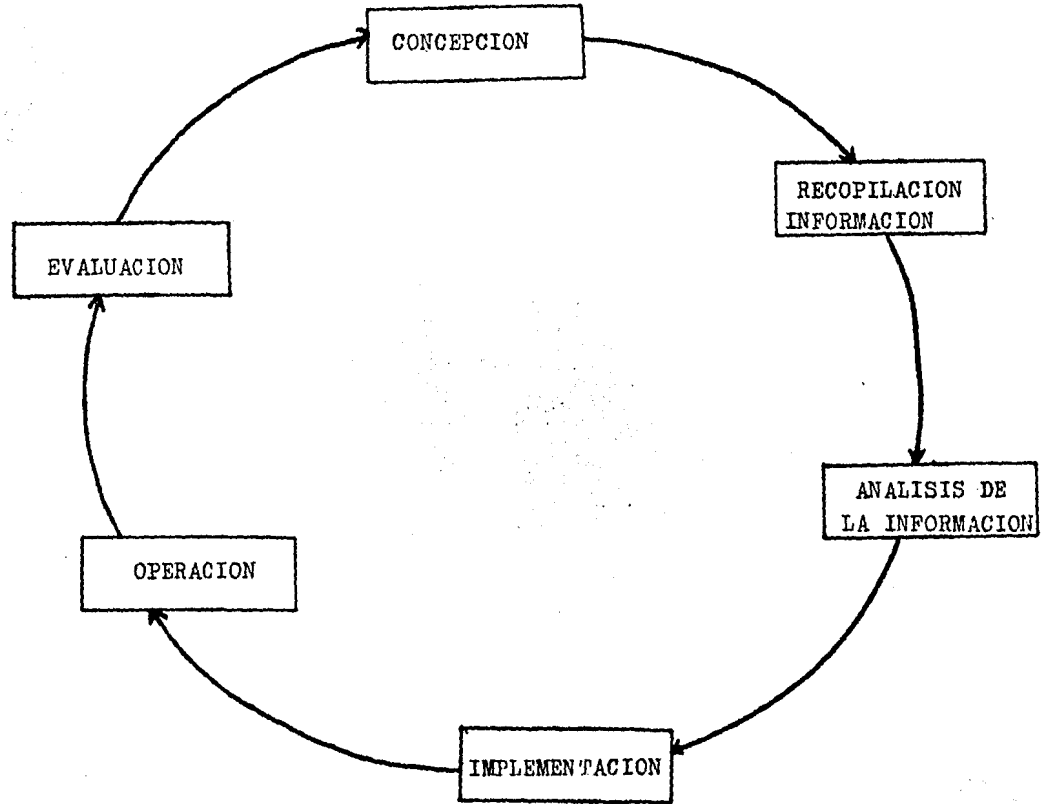 CONCEPCION
RECOPILACION
INFORMACION
ANALISIS DE
LA INFORMACION
IMPLEMENTACION
OPERACION
EVALUACION